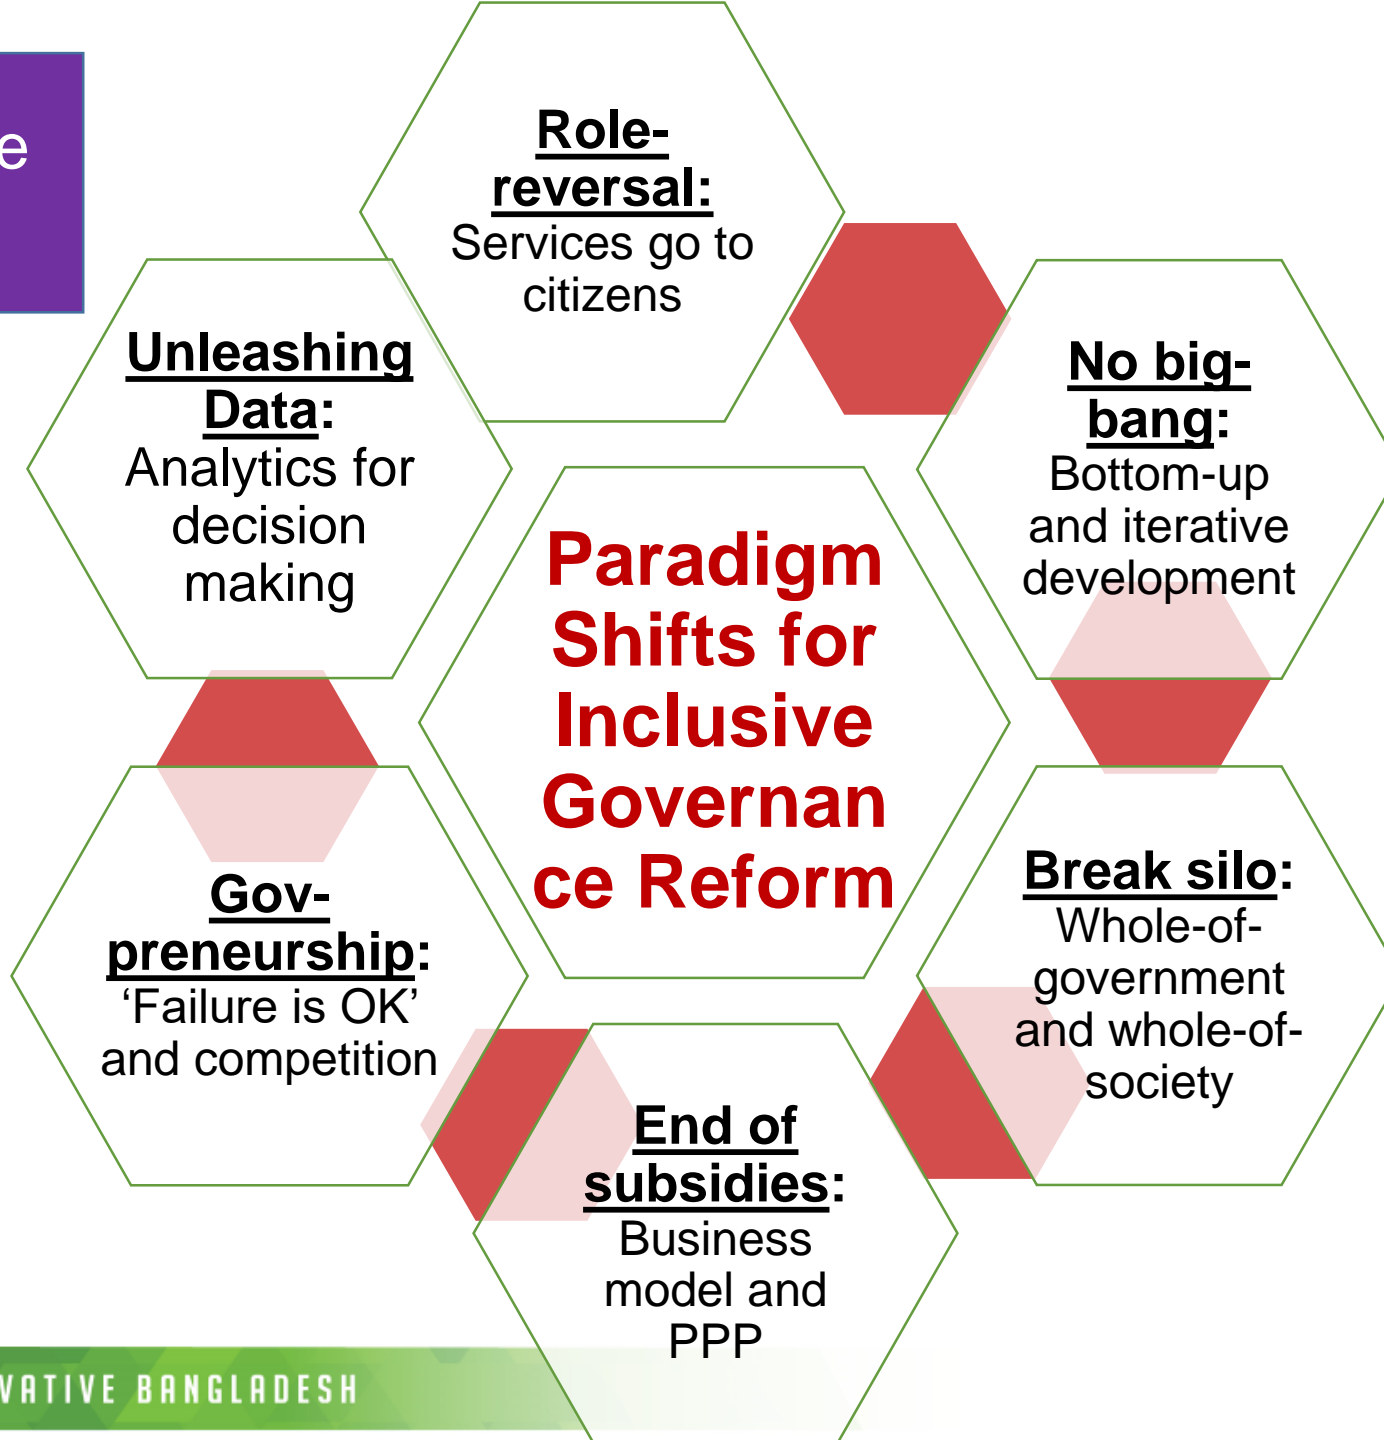 Role-
reversal:
Services go to
citizens
Unleashing
Data:
Analytics for
decision
making
No big-
bang:
Bottom-up
and iterative
development
Paradigm
Shifts for
Inclusive
Governan
ce Reform
Gov-
preneurship:
‘Failure is OK’
and competition
Break silo:
Whole-of-
government
and whole-of-
society
End of
subsidies:
Business
model and
PPP
VATIVE BANGLADESH